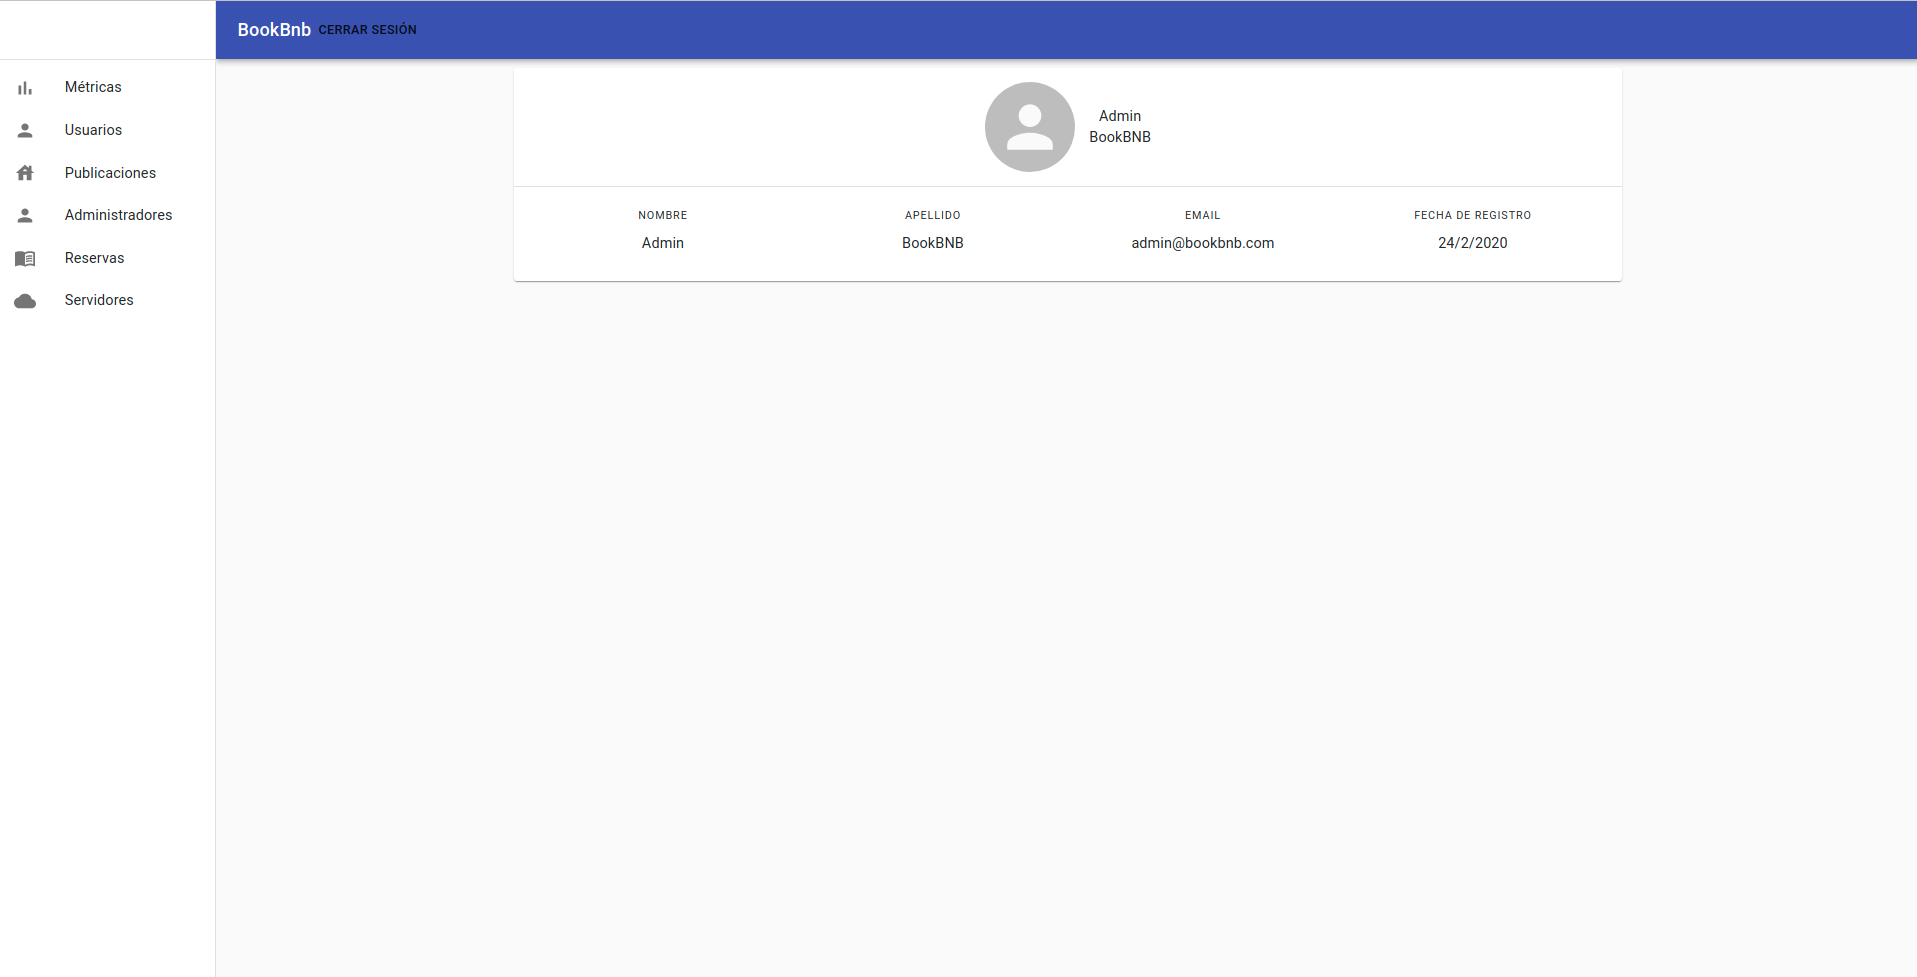 BookBnb CERRAR SESIÓN
Métricas
Usuarios
Publicaciones
Administradores
Reservas
Servidores
Admin
BookBNB
NOMBRE APELLIDO EMAIL FECHA DE REGISTRO
Admin BookBNB admin@bookbnb.com 24/2/2020